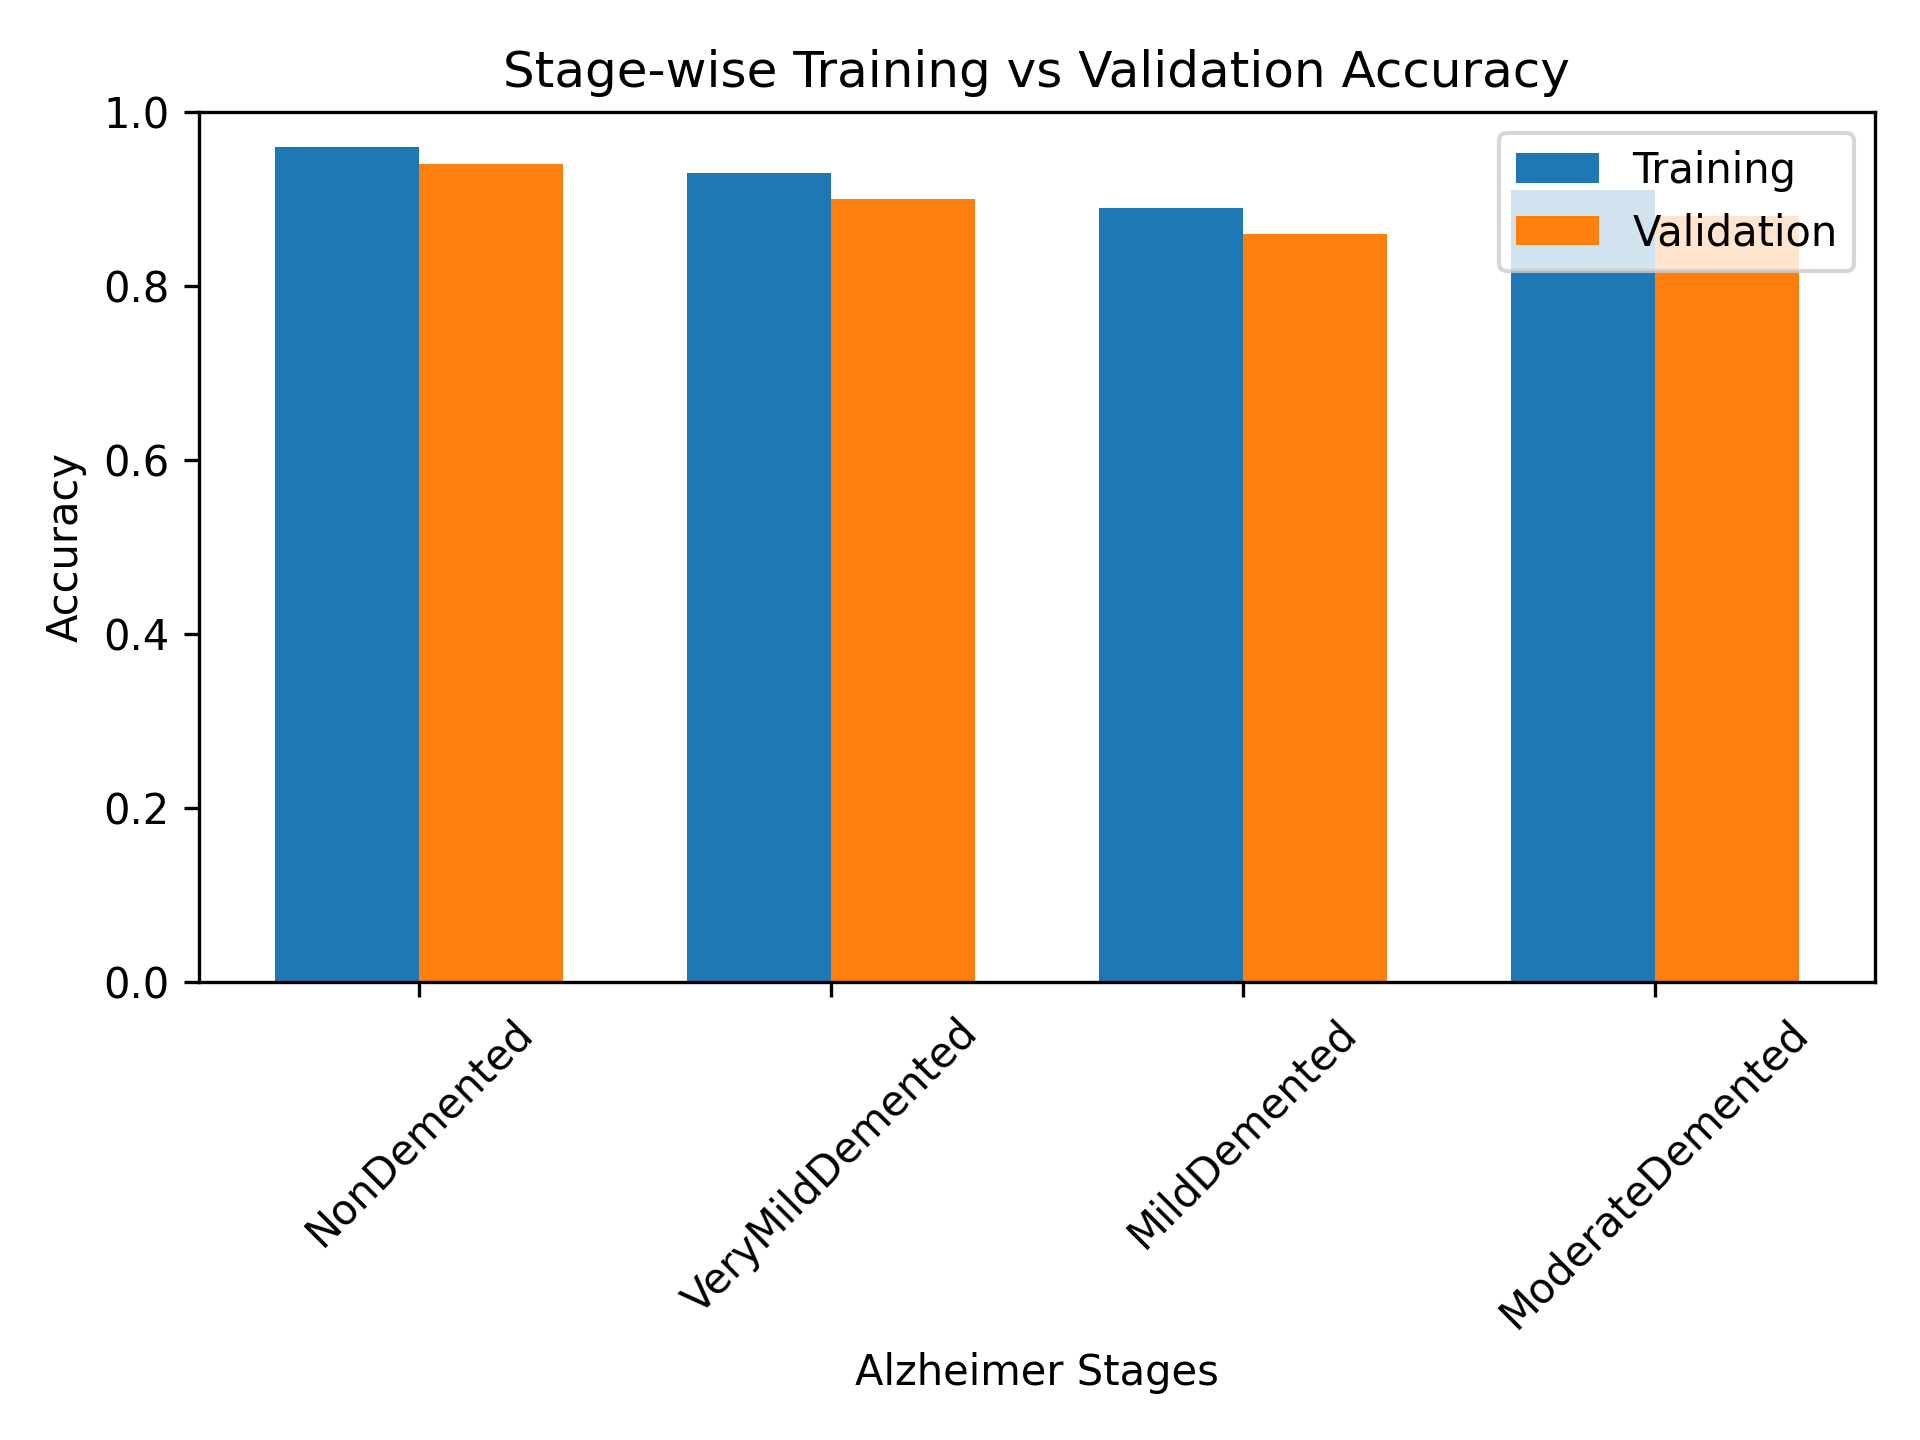 Stage-wise Training vs Validation Accuracy
1.0
0.8
0.6
0.4
0.2
0.0
Accuracy
Training
Validation
NonDemented
VeryMildDemented
MildDemented
ModerateDemented
Alzheimer Stages